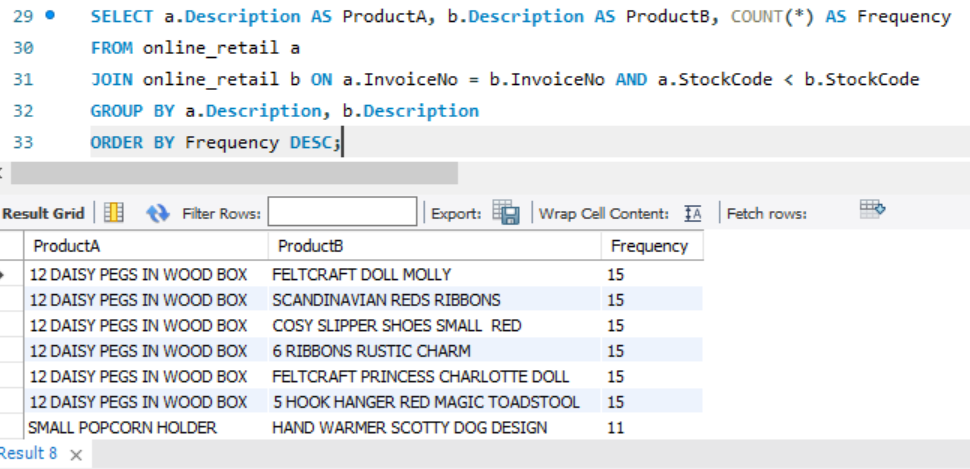 29 SELECT a.Description AS ProductA, b.Description AS ProductB, COUNT(*) AS Frequency
30 FROM online_retail a
31 JOIN online_retail b ON a.InvoiceNo = b.InvoiceNo AND a.StockCode < b.StockCode
32 GROUP BY a.Description, b.Description
33 ORDER BY Frequency DESC;
Result Grid Filter Rows: Export: Wrap Cell Content: IA Fetch rows:
ProductA ProductB Frequency
12 DAISY PEGS IN WOOD BOX FELTCRAFT DOLL MOLLY 15
12 DAISY PEGS IN WOOD BOX SCANDINAVIAN REDS RIBBONS 15
12 DAISY PEGS IN WOOD BOX COSY SLIPPER SHOES SMALL  RED 15
12 DAISY PEGS IN WOOD BOX 6 RIBBONS RUSTIC CHARM 15
12 DAISY PEGS IN WOOD BOX FELTCRAFT PRINCESS CHARLOTTE DOLL 15
12 DAISY PEGS IN WOOD BOX 5 HOOK HANGER RED MAGIC TOADSTOOL 15
SMALL POPCORN HOLDER HAND WARMER SCOTTY DOG DESIGN 11
Result 8